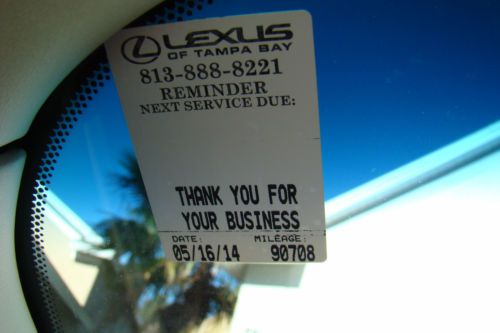 LEXUS
OF TAMPA BAY
813-888-8221
REMINDER
NEXT SERVICE DUE:
THANK YOU FOR
YOUR BUSINESS
DATE: MILEAGE:
05/16/14 90708